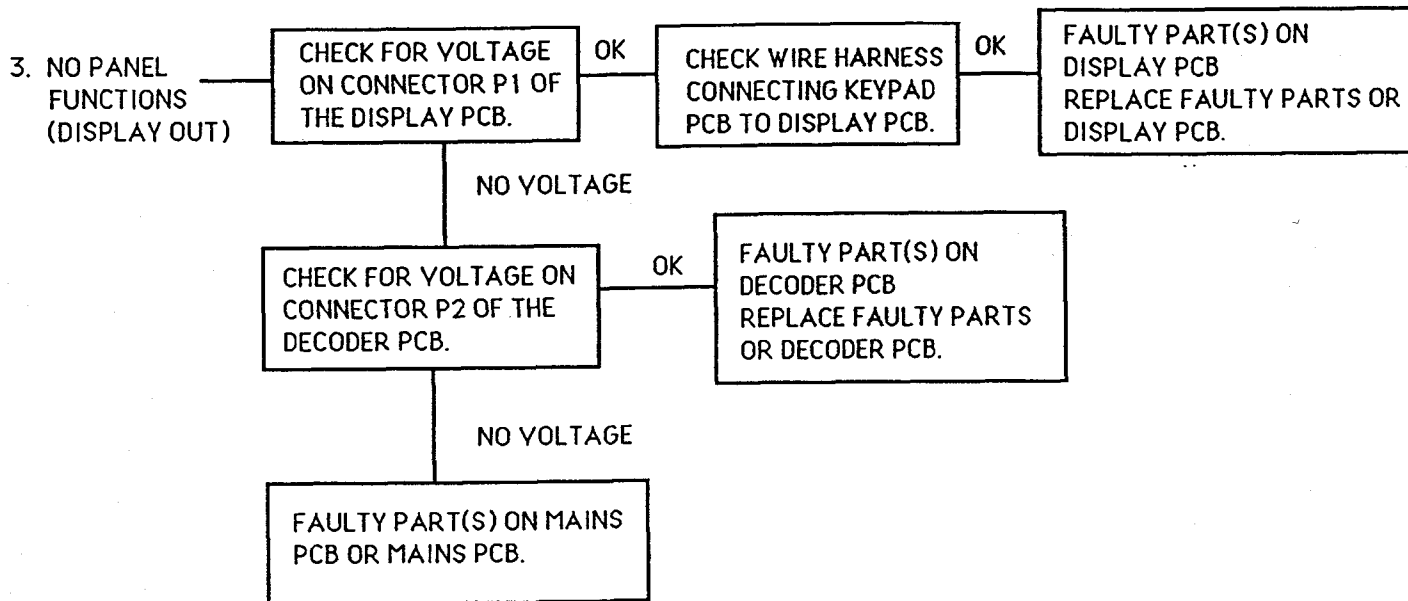 3. NO PANEL
FUNCTIONS
(DISPLAY OUT)
CHECK FOR VOLTAGE
ON CONNECTOR P1 OF
THE DISPLAY PCB.
OK
CHECK WIRE HARNESS
CONNECTING KEYPAD
PCB TO DISPLAY PCB.
OK
FAULTY PART(S) ON
DISPLAY PCB
REPLACE FAULTY PARTS OR
DISPLAY PCB.
NO VOLTAGE
CHECK FOR VOLTAGE ON
CONNECTOR P2 OF THE
DECODER PCB.
OK
FAULTY PART(S) ON
DECODER PCB
REPLACE FAULTY PARTS
OR DECODER PCB.
NO VOLTAGE
FAULTY PART(S) ON MAINS
PCB OR MAINS PCB.